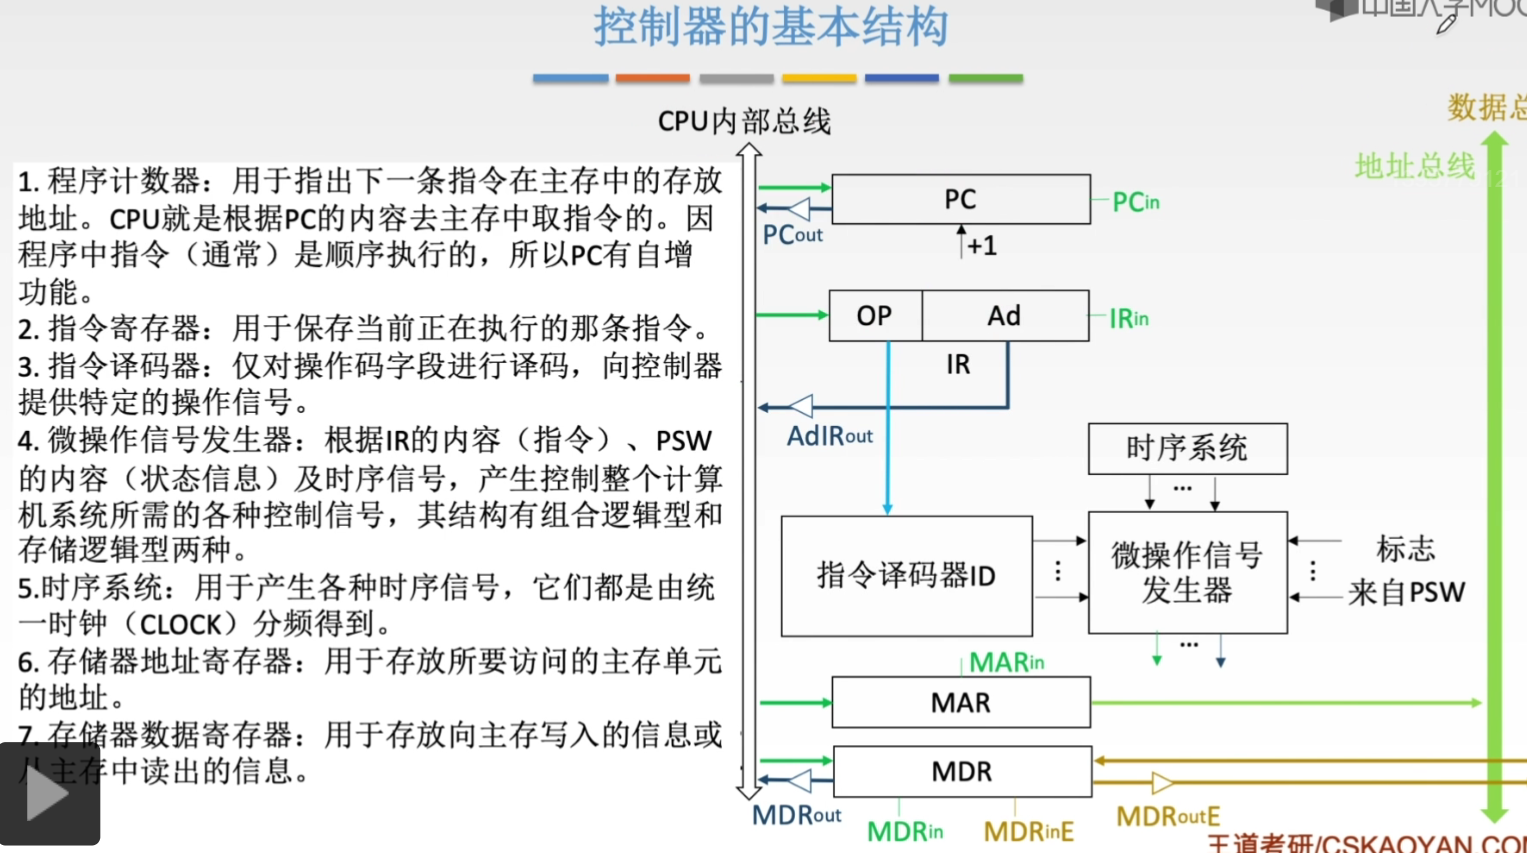 控制器的基本结构
中国大学MOO
CPU内部总线
数据总
地址总线
1. 程序计数器：用于指出下一条指令在主存中的存放
地址。CPU就是根据PC的内容去主存中取指令的。因
程序中指令（通常）是顺序执行的，所以PC有自增
功能。
2. 指令寄存器：用于保存当前正在执行的那条指令。
3. 指令译码器：仅对操作码字段进行译码，向控制器
提供特定的操作信号。
4. 微操作信号发生器：根据IR的内容（指令）、PSW
的内容（状态信息）及时序信号，产生控制整个计算
机系统所需的各种控制信号，其结构有组合逻辑型和
存储逻辑型两种。
5.时序系统：用于产生各种时序信号，它们都是由统
一时钟（CLOCK）分频得到。
6. 存储器地址寄存器：用于存放所要访问的主存单元
的地址。
7. 存储器数据寄存器：用于存放向主存写入的信息或
从主存中读出的信息。
PC
PCin
PCout
+1
OP
Ad
IRin
IR
AdIRout
时序系统
...
指令译码器ID
⋮
微操作信号
发生器
⋮
标志
来自PSW
...
MARin
MAR
MDR
MDRout
MDRin
MDRinE
MDRoutE
王道考研/CSKAOYAN.COM